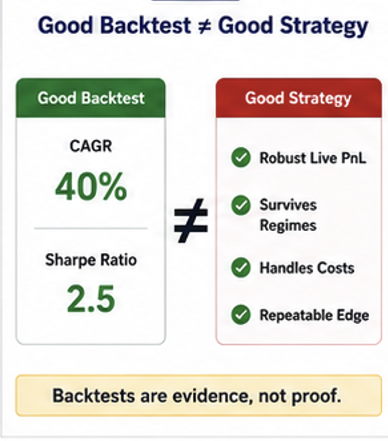 Good Backtest ≠ Good Strategy
Good Backtest
CAGR
40%
Sharpe Ratio
2.5
≠
Good Strategy
Robust Live PnL
Survives
Regimes
Handles Costs
Repeatable Edge
Backtests are evidence, not proof.